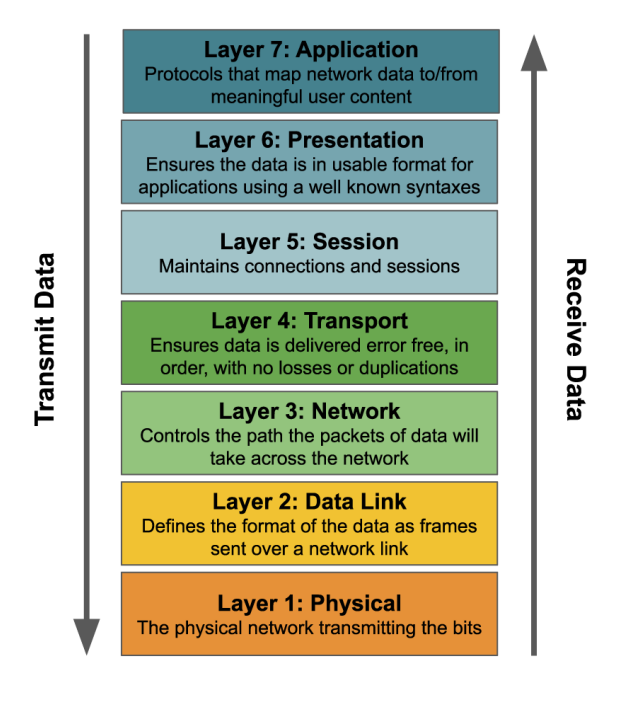 Layer 7: Application
Protocols that map network data to/from
meaningful user content
Layer 6: Presentation
Ensures the data is in usable format for
applications using a well known syntaxes
Layer 5: Session
Maintains connections and sessions
Layer 4: Transport
Ensures data is delivered error free, in
order, with no losses or duplications
Layer 3: Network
Controls the path the packets of data will
take across the network
Layer 2: Data Link
Defines the format of the data as frames
sent over a network link
Layer 1: Physical
The physical network transmitting the bits
Transmit Data
Receive Data